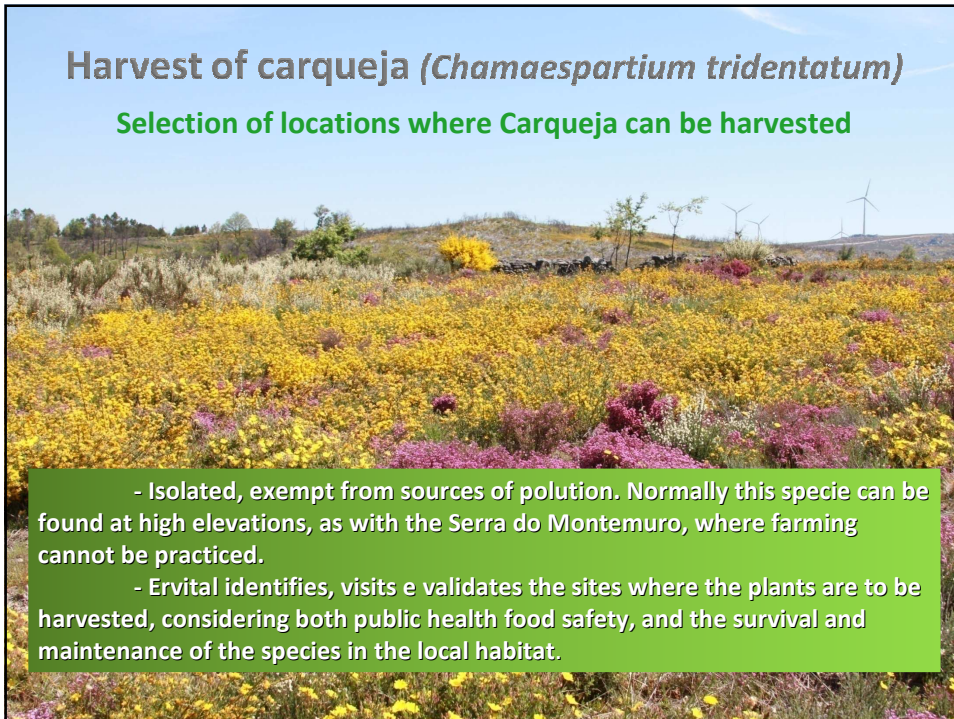 Harvest of carqueja (Chamaespartium tridentatum)
Selection of locations where Carqueja can be harvested
- Isolated, exempt from sources of polution. Normally this specie can be
found at high elevations, as with the Serra do Montemuro, where farming
cannot be practiced.
- Ervital identifies, visits e validates the sites where the plants are to be
harvested, considering both public health food safety, and the survival and
maintenance of the species in the local habitat.